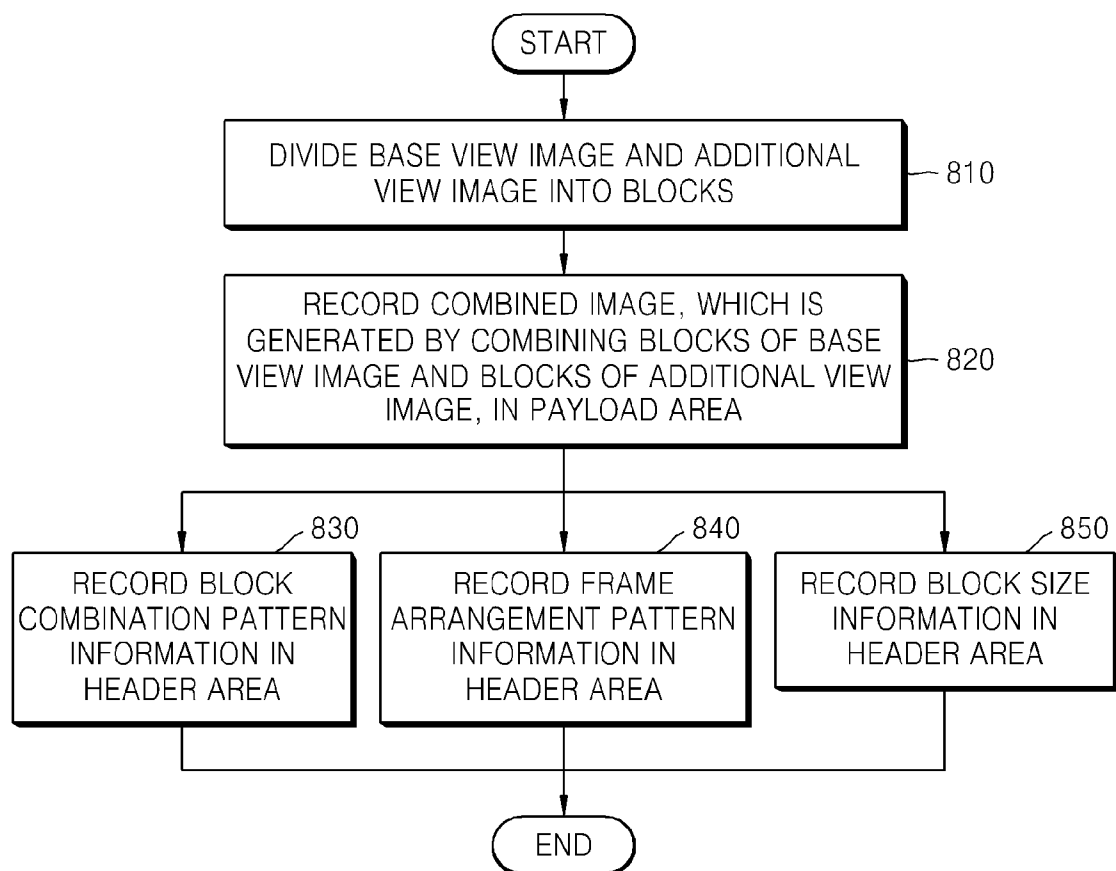 START
DIVIDE BASE VIEW IMAGE AND ADDITIONAL
VIEW IMAGE INTO BLOCKS
810
RECORD COMBINED IMAGE, WHICH IS
GENERATED BY COMBINING BLOCKS OF BASE
VIEW IMAGE AND BLOCKS OF ADDITIONAL VIEW
IMAGE, IN PAYLOAD AREA
820
830
RECORD BLOCK
COMBINATION PATTERN
INFORMATION IN
HEADER AREA
840
RECORD FRAME
ARRANGEMENT PATTERN
INFORMATION IN
HEADER AREA
850
RECORD BLOCK SIZE
INFORMATION IN
HEADER AREA
END